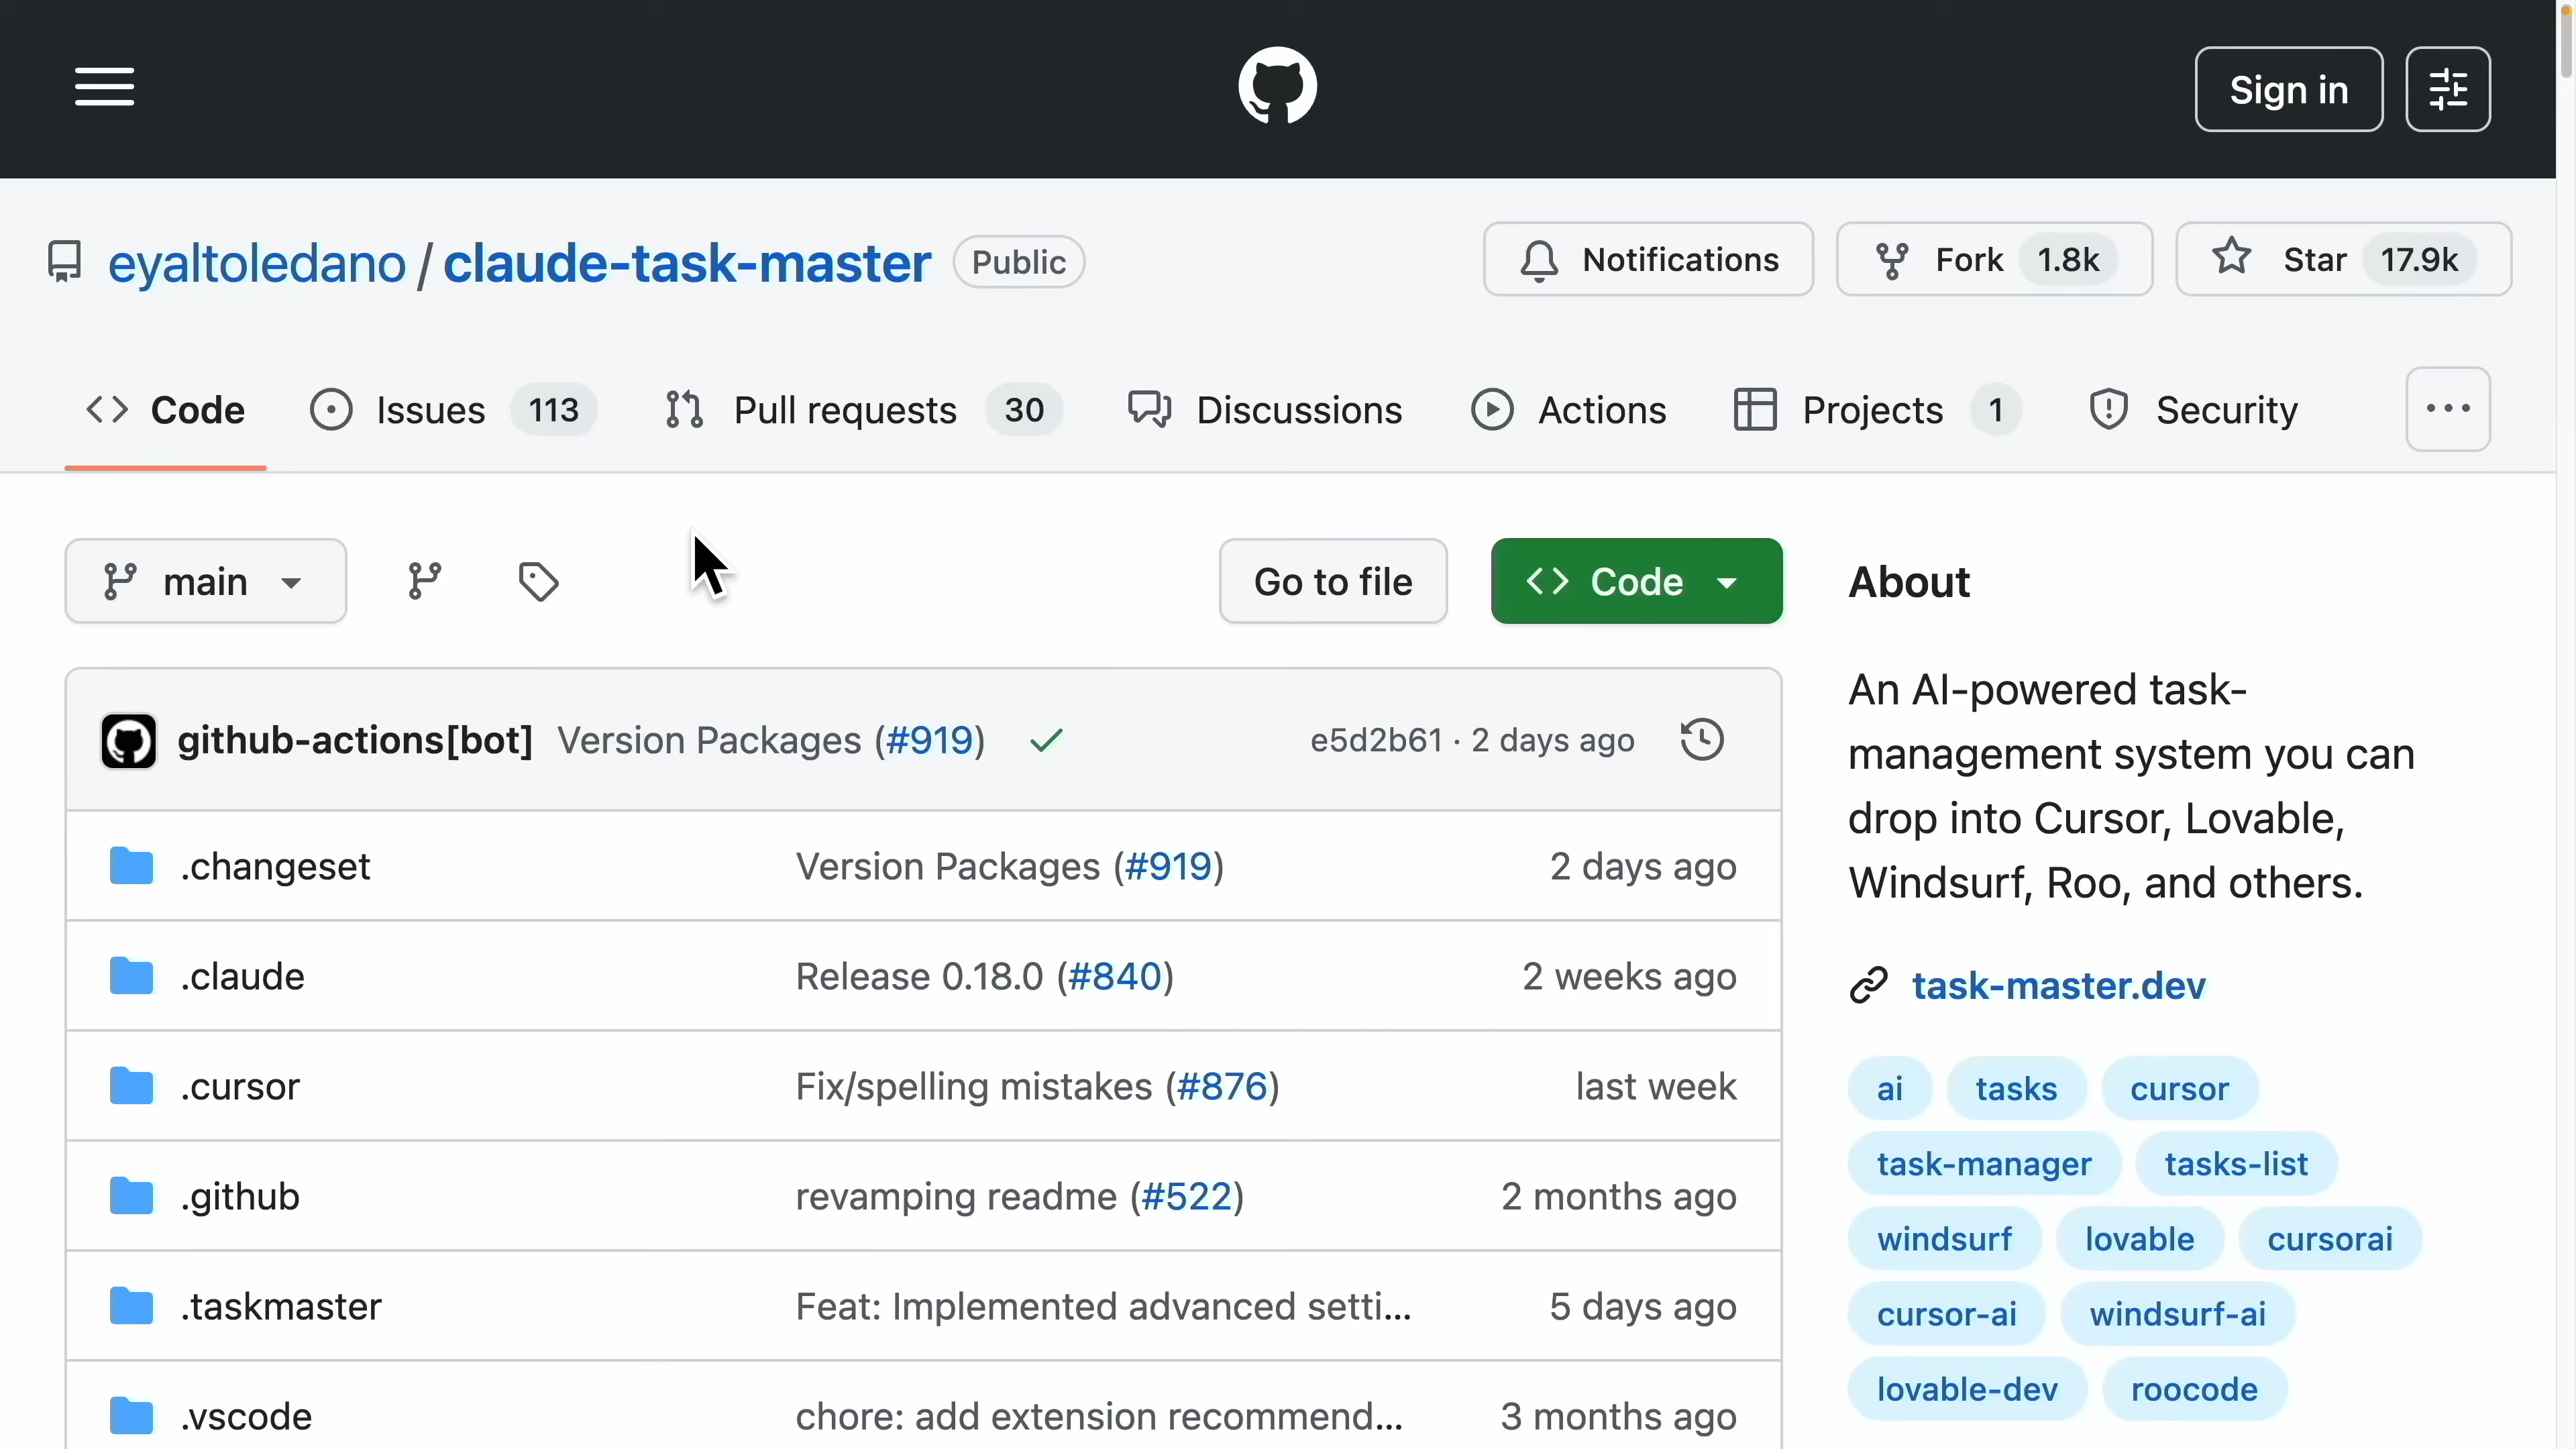 Sign in
eyaltoledano / claude-task-master Public
Notifications Fork 1.8k Star 17.9k
Code Issues 113 Pull requests 30 Discussions Actions Projects 1 Security
main Go to file Code
github-actions[bot] Version Packages (#919) e5d2b61 · 2 days ago
.changeset Version Packages (#919) 2 days ago
.claude Release 0.18.0 (#840) 2 weeks ago
.cursor Fix/spelling mistakes (#876) last week
.github revamping readme (#522) 2 months ago
.taskmaster Feat: Implemented advanced setti... 5 days ago
.vscode chore: add extension recommend... 3 months ago
About
An AI-powered task-
management system you can
drop into Cursor, Lovable,
Windsurf, Roo, and others.
task-master.dev
ai tasks cursor
task-manager tasks-list
windsurf lovable cursorai
cursor-ai windsurf-ai
lovable-dev roocode